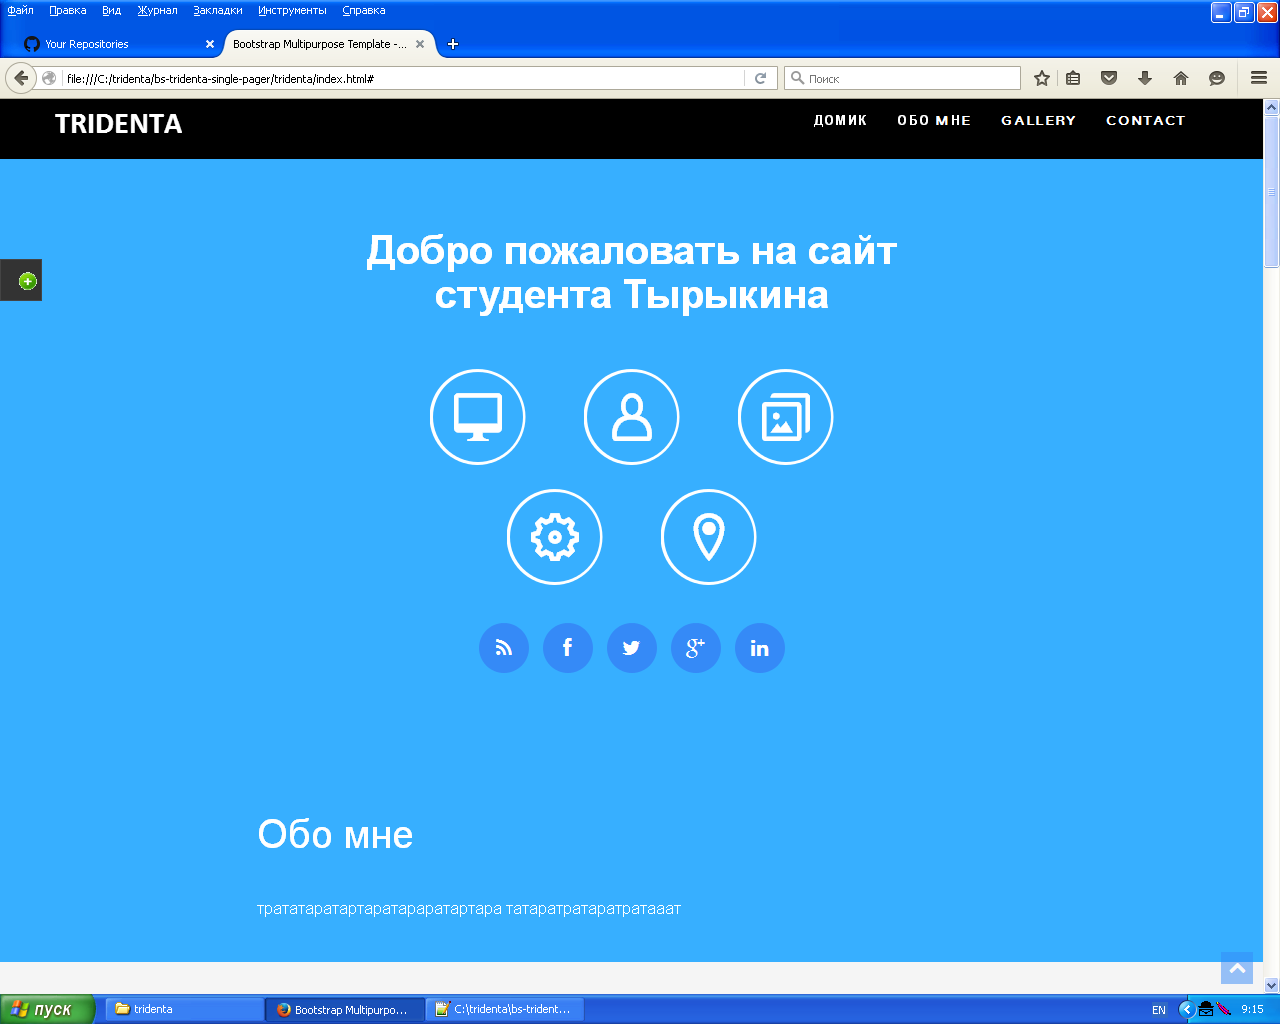 Файл Правка Вид Журнал Закладки Инструменты Справка
Your Repositories
Bootstrap Multipurpose Template -...
file:///C:/tridenta/bs-tridenta-single-pager/tridenta/index.html#
Поиск
TRIDENTA
ДОМИК ОБО МНЕ GALLERY CONTACT
Добро пожаловать на сайт
студента Тырыкина
Обо мне
трататаратартаратараратартара татаратратаратратааат
пуск
tridenta
Bootstrap Multipurpo...
C:\tridenta\bs-trident...
EN
9:15